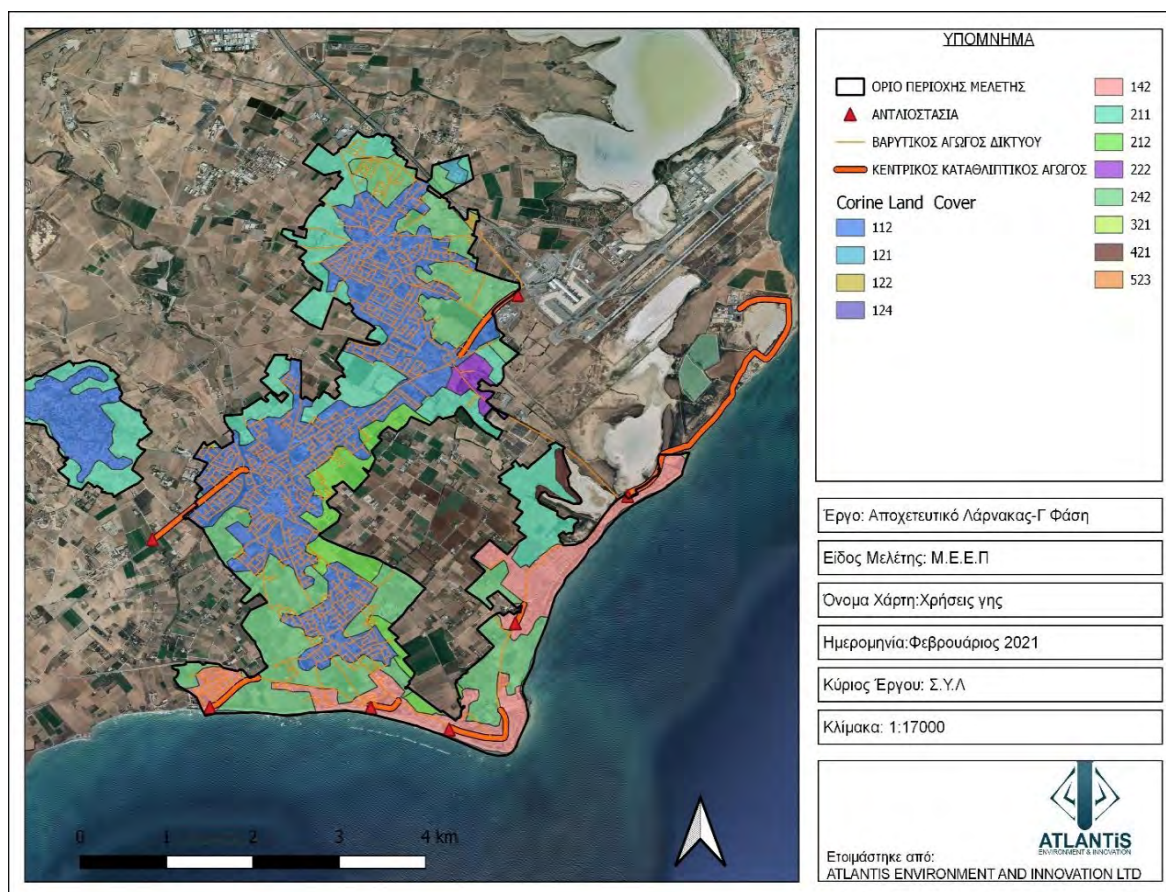 ΥΠΟΜΝΗΜΑ
ΟΡΙΟ ΠΕΡΙΟΧΗΣ ΜΕΛΕΤΗΣ
ΑΝΤΛΙΟΣΤΑΣΙΑ
ΒΑΡΥΤΙΚΟΣ ΑΓΩΓΟΣ ΔΙΚΤΥΟΥ
ΚΕΝΤΡΙΚΟΣ ΚΑΤΑΘΛΙΠΤΙΚΟΣ ΑΓΩΓΟΣ
Corine Land Cover
112
121
122
124
142
211
212
222
242
321
421
523
Έργο: Αποχετευτικό Λάρνακας-Γ Φάση
Είδος Μελέτης: Μ.Ε.Ε.Π
Όνομα Χάρτη:Χρήσεις γης
Ημερομηνία:Φεβρουάριος 2021
Κύριος Έργου: Σ.Υ.Λ
Κλίμακα: 1:17000
ATLANTiS
ENVIRONMENT & INNOVATION
Ετοιμάστηκε από:
ATLANTIS ENVIRONMENT AND INNOVATION LTD
0 1 2 3 4 km